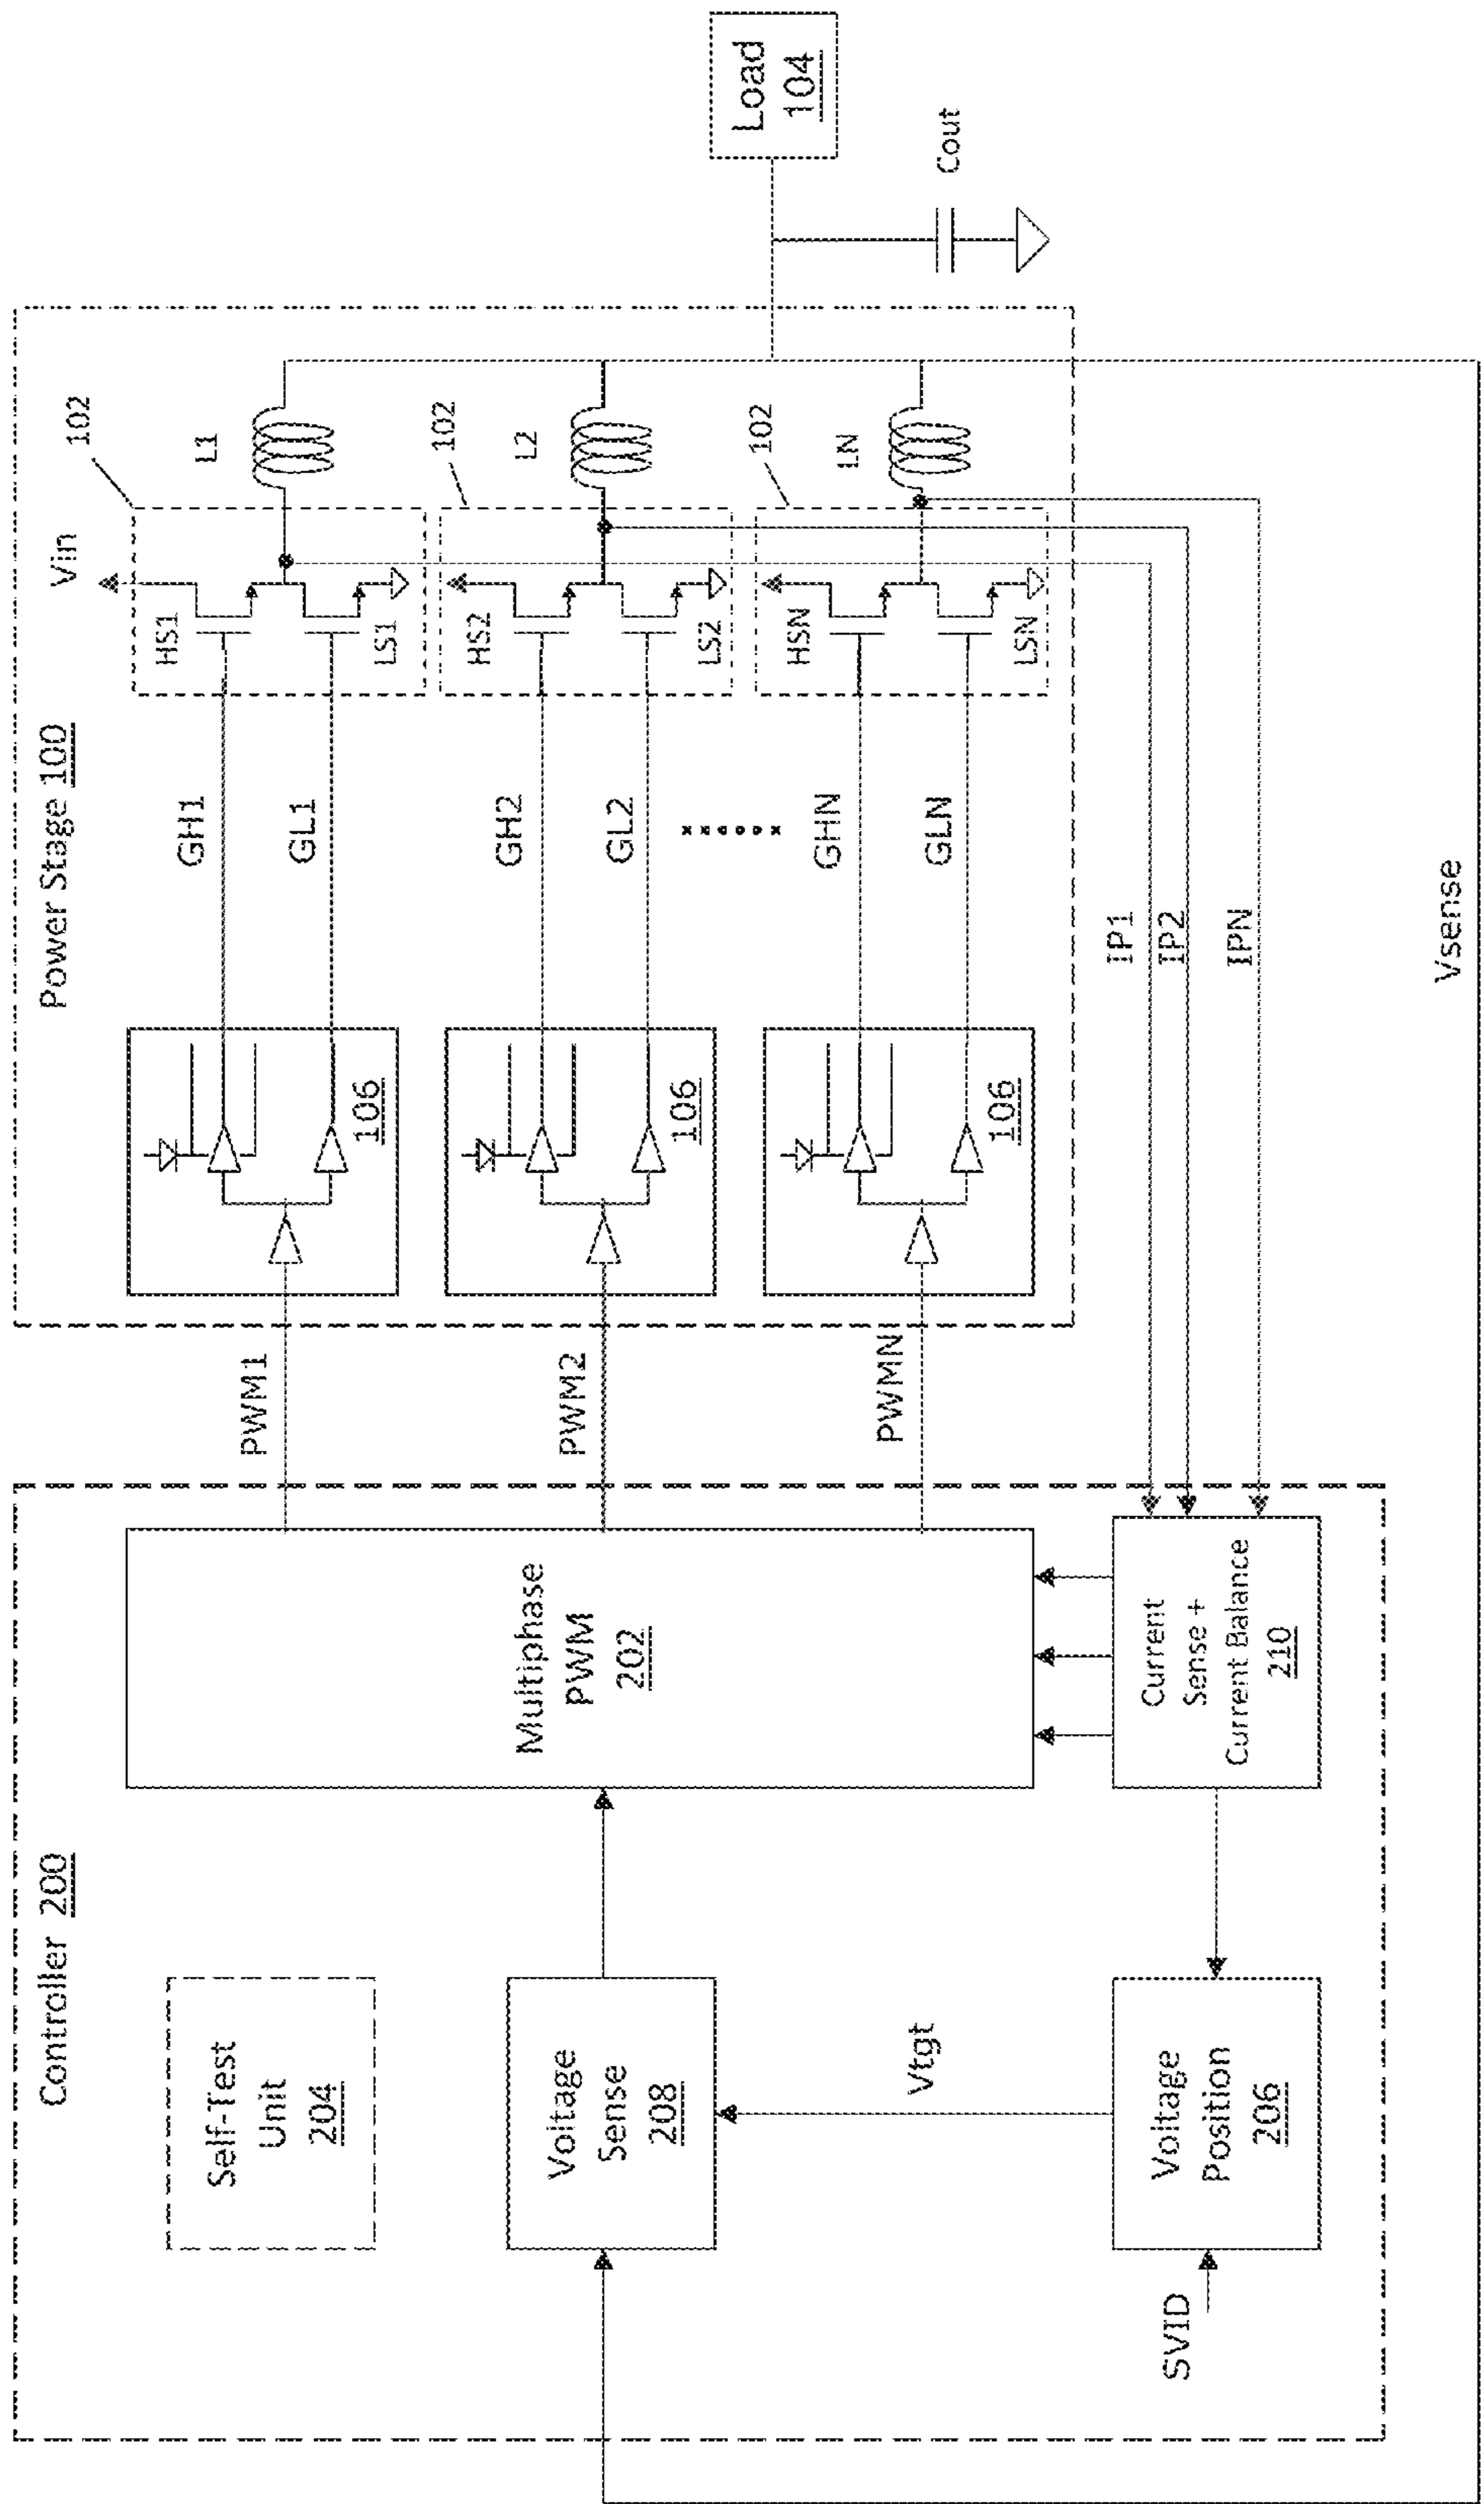 Controller 200
Self-Test
Unit
204
Voltage
Sense
208
Vtgt
Voltage
Position
206
SVID
Multiphase
PWM
202
Current
Sense +
Current Balance
210
PWM1
PWM2
PWMN
Power Stage 100
106
106
106
GH1
GL1
GH2
GL2
GHN
GLN
Vin
102
HS1
LS1
L1
102
HS2
LS2
L2
102
HSN
LSN
LN
IP1
IP2
IPN
Vsense
Load
104
Cout